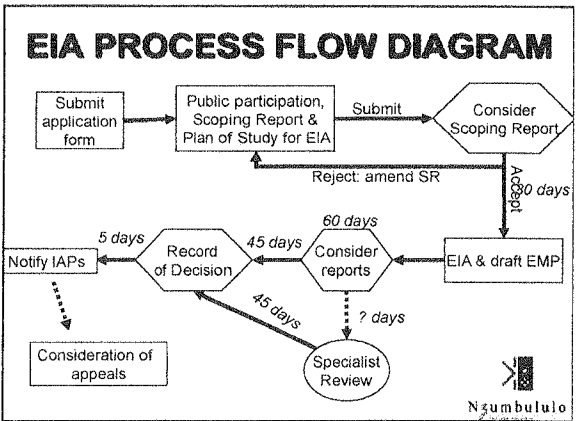 EIA PROCESS FLOW DIAGRAM
Submit
application
form
Public participation,
Scoping Report &
Plan of Study for EIA
Submit
Consider
Scoping Report
Reject: amend SR
Accept
30 days
60 days
5 days
45 days
Notify IAPs
Record
of Decision
Consider
reports
EIA & draft EMP
45 days
? days
Consideration of
appeals
Specialist
Review
Nzumbululo